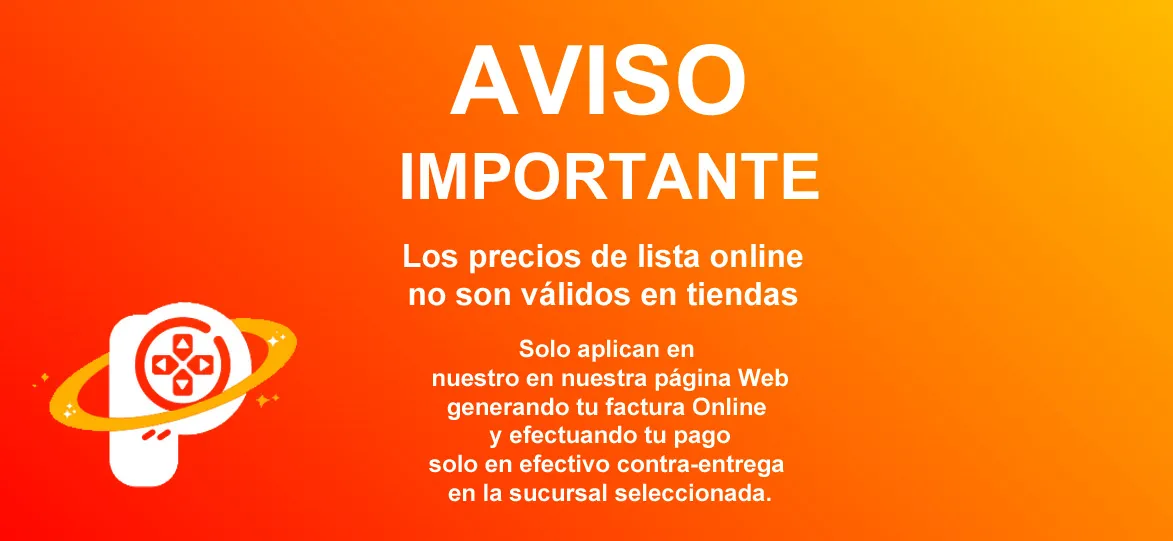 AVISO
IMPORTANTE
Los precios de lista online
no son válidos en tiendas
Solo aplican en
nuestro en nuestra página Web
generando tu factura Online
y efectuando tu pago
solo en efectivo contra-entrega
en la sucursal seleccionada.